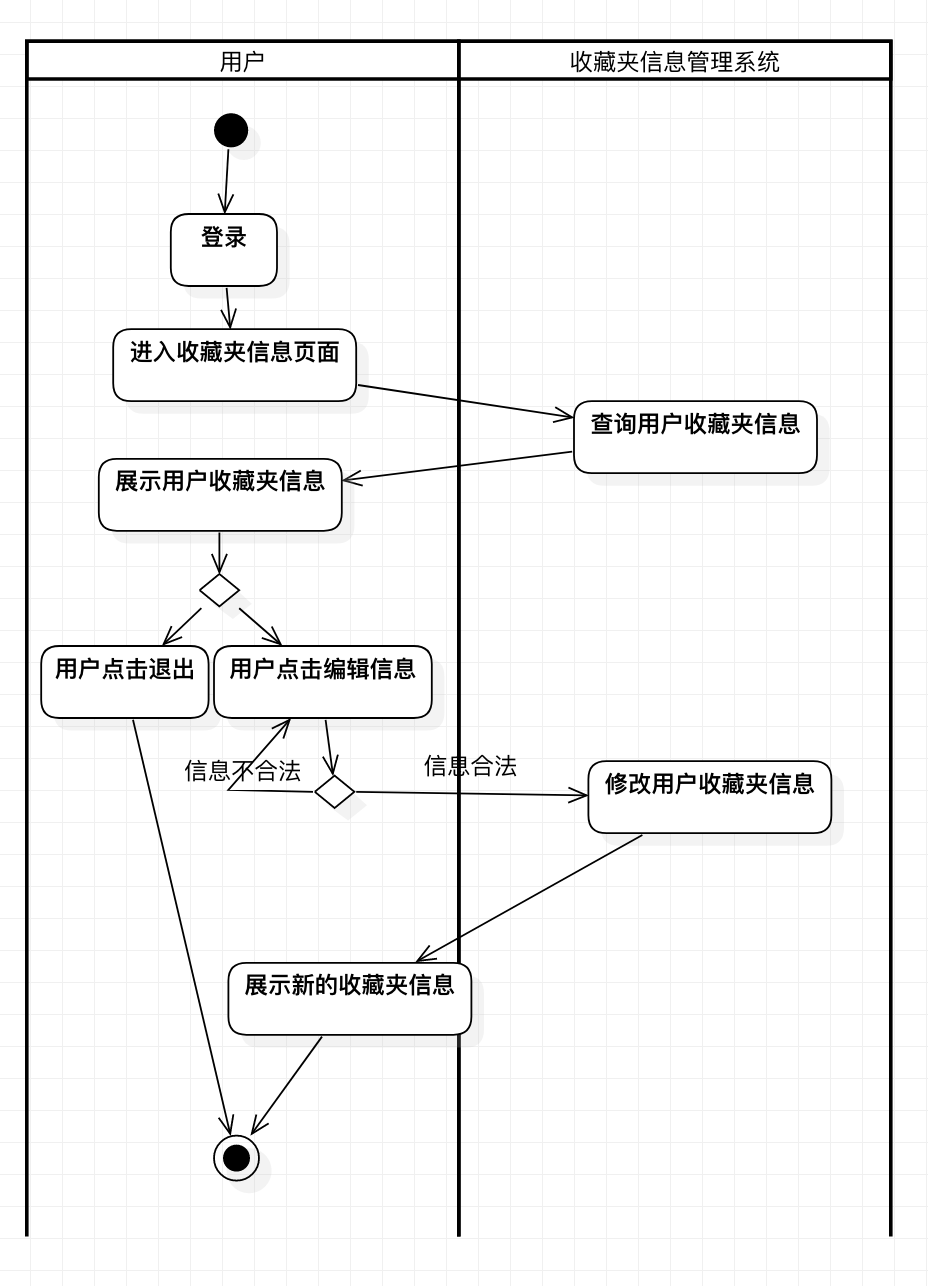 用户
收藏夹信息管理系统
登录
进入收藏夹信息页面
查询用户收藏夹信息
展示用户收藏夹信息
用户点击退出
用户点击编辑信息
信息不合法
信息合法
修改用户收藏夹信息
展示新的收藏夹信息